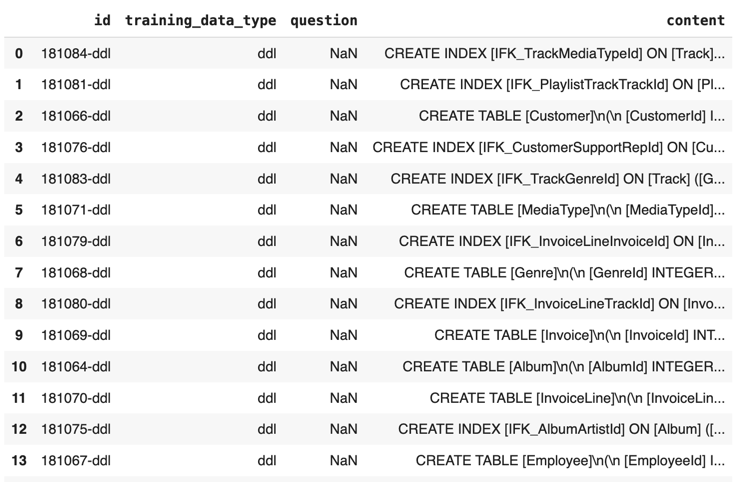 id training_data_type question content
0 181084-ddl ddl NaN CREATE INDEX [IFK_TrackMediaTypeId] ON [Track]...
1 181081-ddl ddl NaN CREATE INDEX [IFK_PlaylistTrackTrackId] ON [Pl...
2 181066-ddl ddl NaN CREATE TABLE [Customer]\n(\n [CustomerId] I...
3 181076-ddl ddl NaN CREATE INDEX [IFK_CustomerSupportRepId] ON [Cu...
4 181083-ddl ddl NaN CREATE INDEX [IFK_TrackGenreId] ON [Track] ([G...
5 181071-ddl ddl NaN CREATE TABLE [MediaType]\n(\n [MediaTypeId]...
6 181079-ddl ddl NaN CREATE INDEX [IFK_InvoiceLineInvoiceId] ON [In...
7 181068-ddl ddl NaN CREATE TABLE [Genre]\n(\n [GenreId] INTEGER...
8 181080-ddl ddl NaN CREATE INDEX [IFK_InvoiceLineTrackId] ON [Invo...
9 181069-ddl ddl NaN CREATE TABLE [Invoice]\n(\n [InvoiceId] INT...
10 181064-ddl ddl NaN CREATE TABLE [Album]\n(\n [AlbumId] INTEGER...
11 181070-ddl ddl NaN CREATE TABLE [InvoiceLine]\n(\n [InvoiceLin...
12 181075-ddl ddl NaN CREATE INDEX [IFK_AlbumArtistId] ON [Album] ([...
13 181067-ddl ddl NaN CREATE TABLE [Employee]\n(\n [EmployeeId] I...